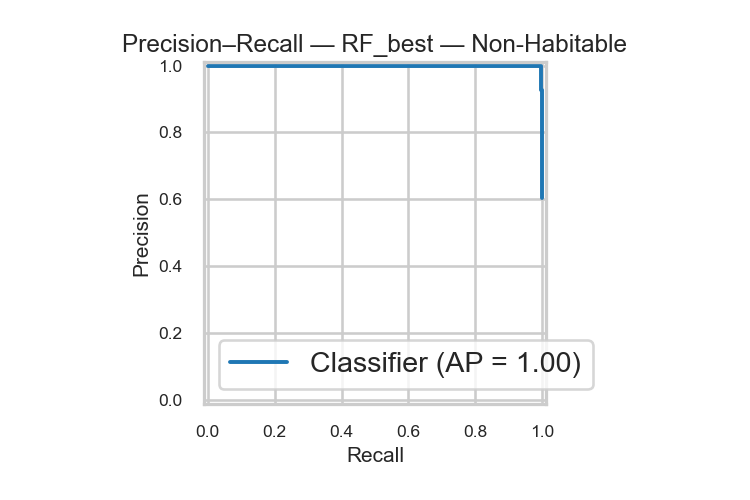 Precision–Recall — RF_best — Non-Habitable
1.0
0.8
0.6
0.4
0.2
0.0
Precision
Classifier (AP = 1.00)
0.0 0.2 0.4 0.6 0.8 1.0
Recall